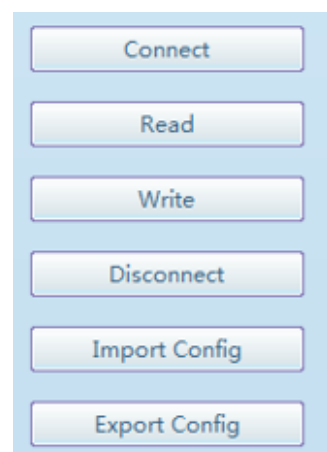 Connect
Read
Write
Disconnect
Import Config
Export Config